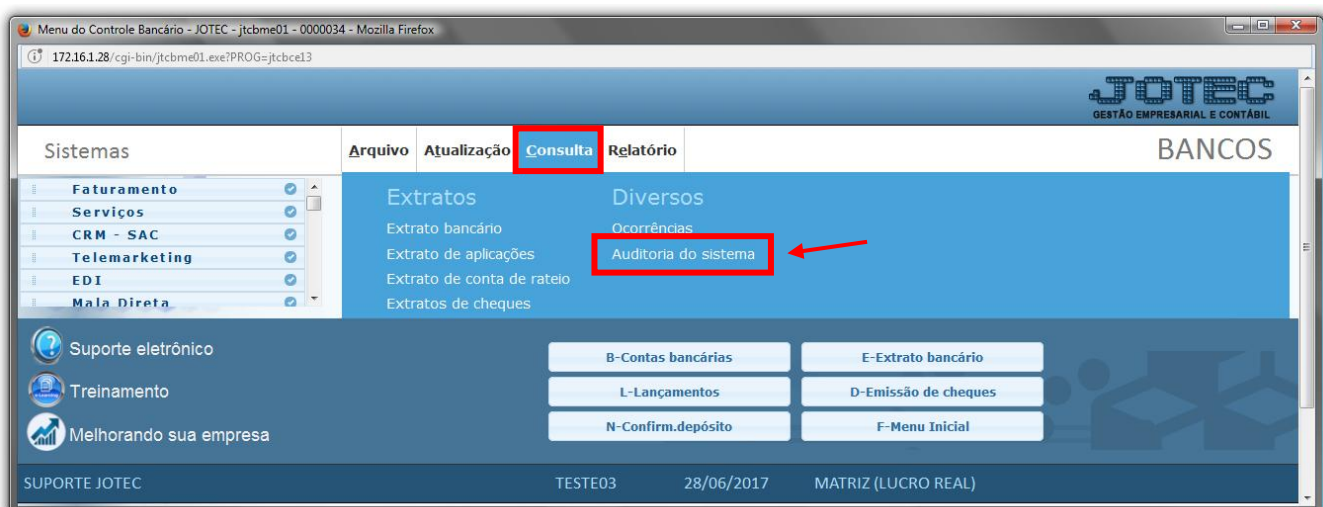 Menu do Controle Bancário - JOTEC - jtcbme01 - 0000034 - Mozilla Firefox
172.16.1.28/cgi-bin/jtcbme01.exe?PROG=jtcbce13
JOTEC
GESTÃO EMPRESARIAL E CONTÁBIL
Sistemas Arquivo Atualização Consulta Relatório BANCOS
Faturamento
Serviços
CRM - SAC
Telemarketing
EDI
Mala Direta
Extratos
Extrato bancário
Extrato de aplicações
Extrato de conta de rateio
Extratos de cheques
Diversos
Ocorrências
Auditoria do sistema
Suporte eletrônico
Treinamento
Melhorando sua empresa
B-Contas bancárias E-Extrato bancário
L-Lançamentos D-Emissão de cheques
N-Confirm.depósito F-Menu Inicial
SUPORTE JOTEC TESTE03 28/06/2017 MATRIZ (LUCRO REAL)